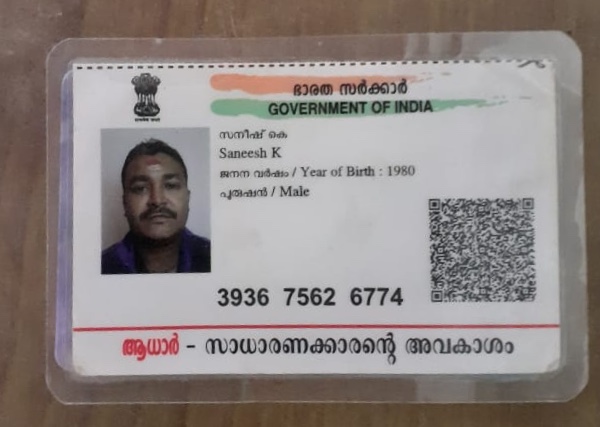 ഭാരത സർക്കാർ
GOVERNMENT OF INDIA
സനീഷ് കെ
Saneesh K
ജനന വർഷം / Year of Birth : 1980
പുരുഷൻ / Male
3936 7562 6774
ആധാർ - സാധാരണക്കാരന്റെ അവകാശം